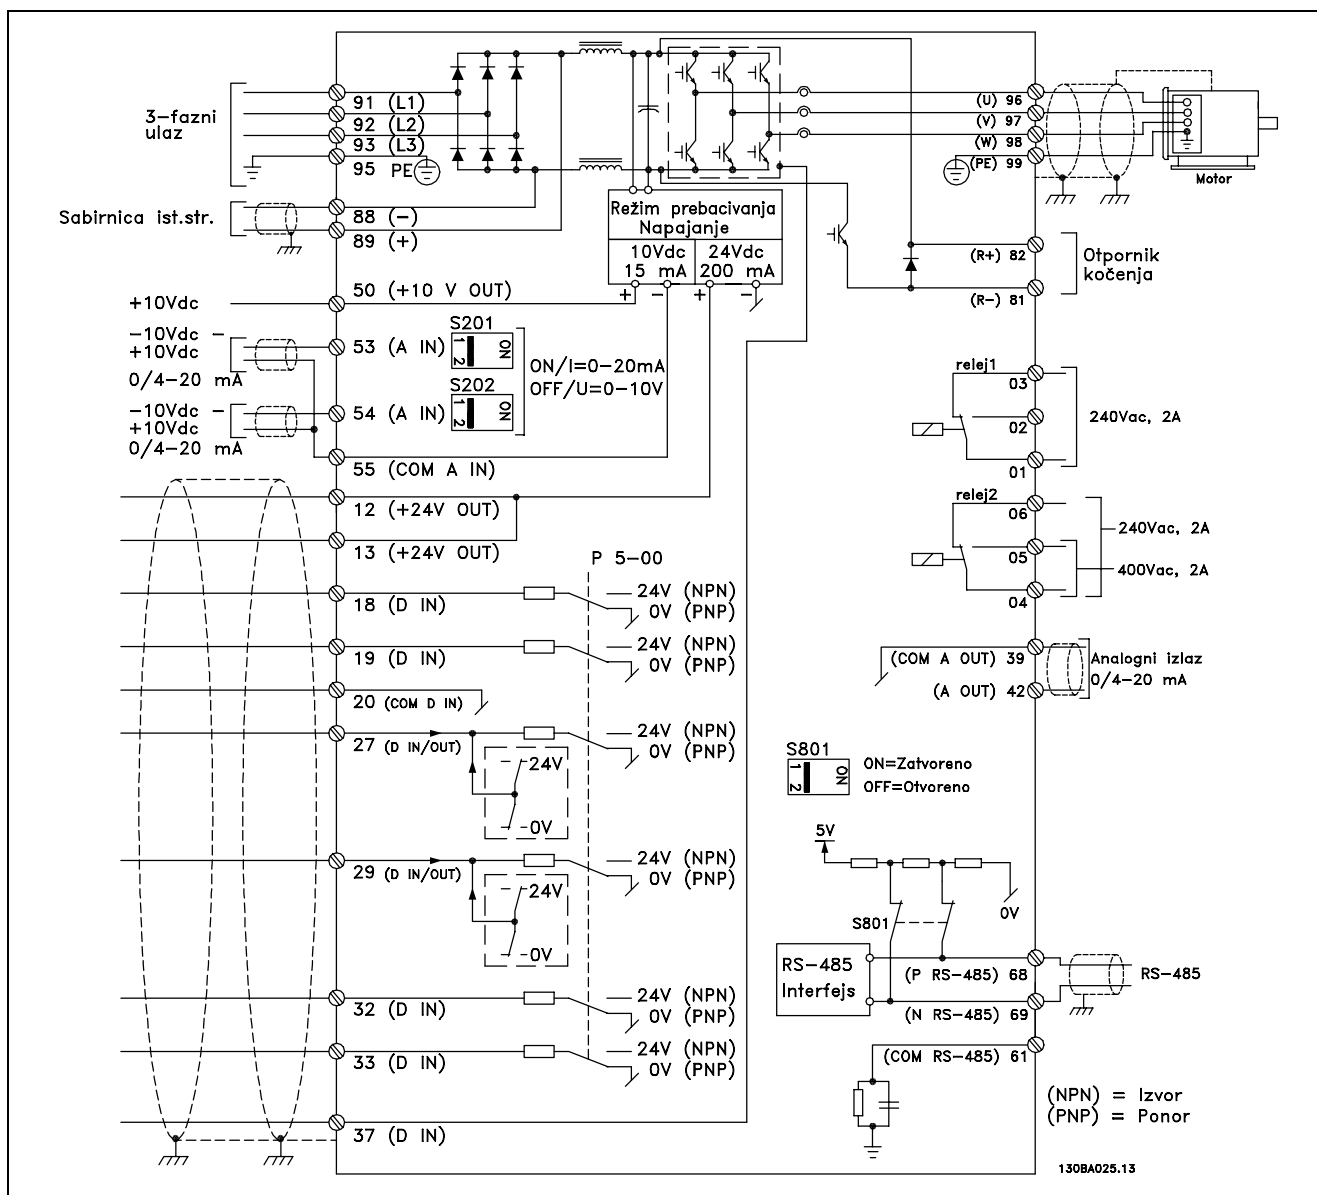 3-fazni
ulaz
91 (L1)
92 (L2)
93 (L3)
95 PE
Sabirnica ist.str.
88 (-)
89 (+)
+10Vdc
50 (+10 V OUT)
-10Vdc -
+10Vdc
0/4-20 mA
53 (A IN)
S201
1 2
ON
-10Vdc -
+10Vdc
0/4-20 mA
54 (A IN)
S202
1 2
ON
ON/I=0-20mA
OFF/U=0-10V
55 (COM A IN)
12 (+24V OUT)
13 (+24V OUT)
18 (D IN)
19 (D IN)
20 (COM D IN)
27 (D IN/OUT)
24V
0V
29 (D IN/OUT)
24V
0V
32 (D IN)
33 (D IN)
37 (D IN)
P 5-00
24V (NPN)
0V (PNP)
24V (NPN)
0V (PNP)
24V (NPN)
0V (PNP)
24V (NPN)
0V (PNP)
24V (NPN)
0V (PNP)
24V (NPN)
0V (PNP)
Režim prebacivanja
Napajanje
10Vdc
15 mA
24Vdc
200 mA
+ - + -
(U) 96
(V) 97
(W) 98
(PE) 99
Motor
(R+) 82
(R-) 81
Otpornik
kočenja
relej1
03
02
01
240Vac, 2A
relej2
06
05
04
240Vac, 2A
400Vac, 2A
(COM A OUT) 39
(A OUT) 42
Analogni izlaz
0/4-20 mA
S801
1 2
ON
ON=Zatvoreno
OFF=Otvoreno
5V
0V
S801
RS-485
Interfejs
(P RS-485) 68
(N RS-485) 69
(COM RS-485) 61
RS-485
(NPN) = Izvor
(PNP) = Ponor
130BA025.13